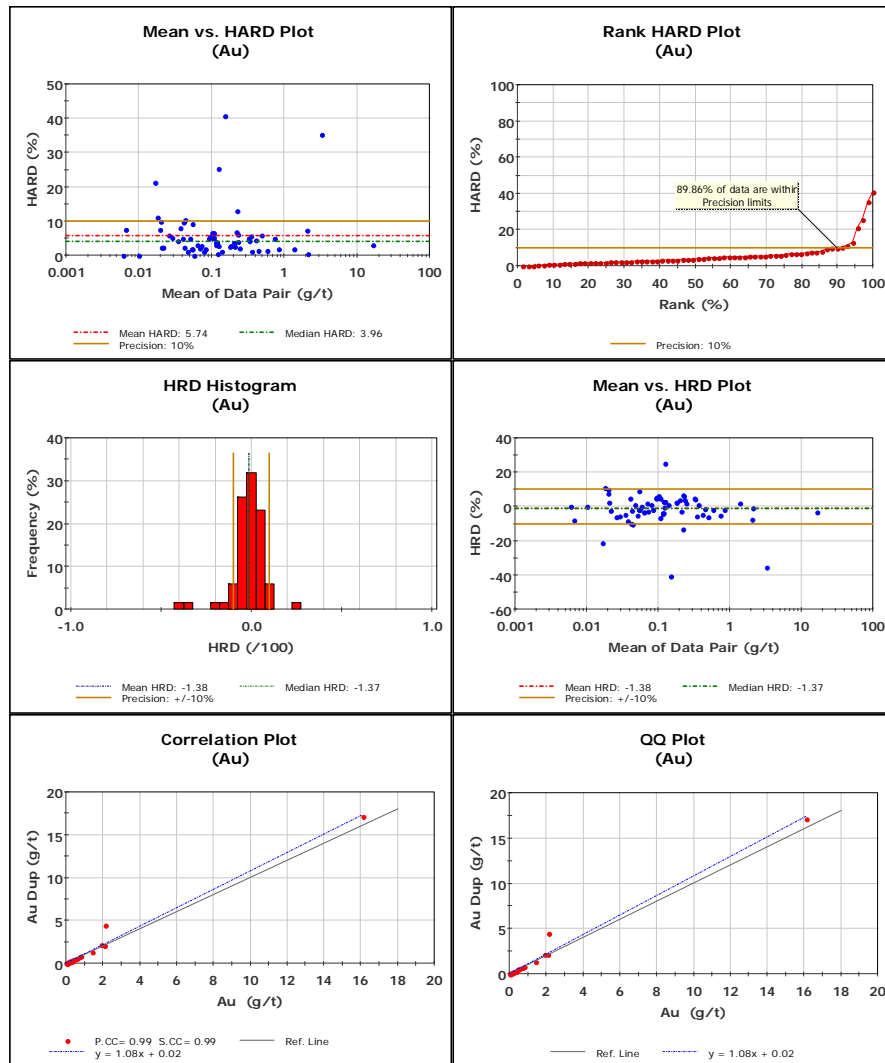 Mean vs. HARD Plot
(Au)
HARD (%)
50
40
30
20
10
0
0.001 0.01 0.1 1 10 100
Mean of Data Pair (g/t)
Mean HARD: 5.74 Median HARD: 3.96
Precision: 10%
Rank HARD Plot
(Au)
HARD (%)
100
80
60
40
20
0
89.86% of data are within
Precision limits
0 10 20 30 40 50 60 70 80 90 100
Rank (%)
Precision: 10%
HRD Histogram
(Au)
Frequency (%)
40
30
20
10
0
-1.0 0.0 1.0
HRD (/100)
Mean HRD: -1.38 Median HRD: -1.37
Precision: +/-10%
Mean vs. HRD Plot
(Au)
HRD (%)
40
20
0
-20
-40
-60
0.001 0.01 0.1 1 10 100
Mean of Data Pair (g/t)
Mean HRD: -1.38 Median HRD: -1.37
Precision: +/-10%
Correlation Plot
(Au)
Au Dup (g/t)
20
15
10
5
0
0 2 4 6 8 10 12 14 16 18 20
Au (g/t)
P.CC= 0.99 S.CC= 0.99 Ref. Line
y = 1.08x + 0.02
QQ Plot
(Au)
Au Dup (g/t)
20
15
10
5
0
0 2 4 6 8 10 12 14 16 18 20
Au (g/t)
Ref. Line y = 1.08x + 0.02